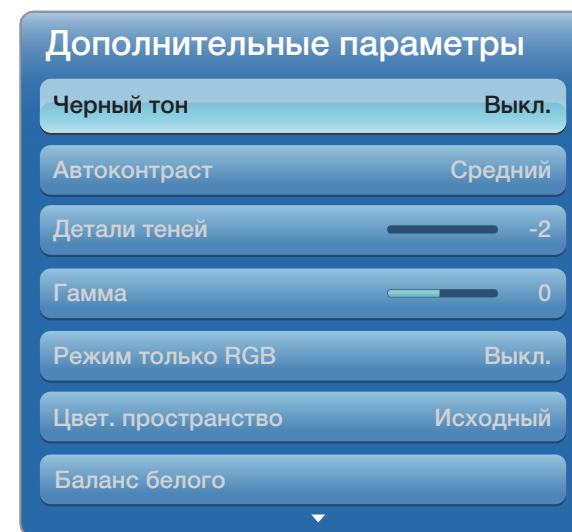 Дополнительные параметры
Черный тон Выкл.
Автоконтраст Средний
Детали теней -2
Гамма 0
Режим только RGB Выкл.
Цвет. пространство Исходный
Баланс белого